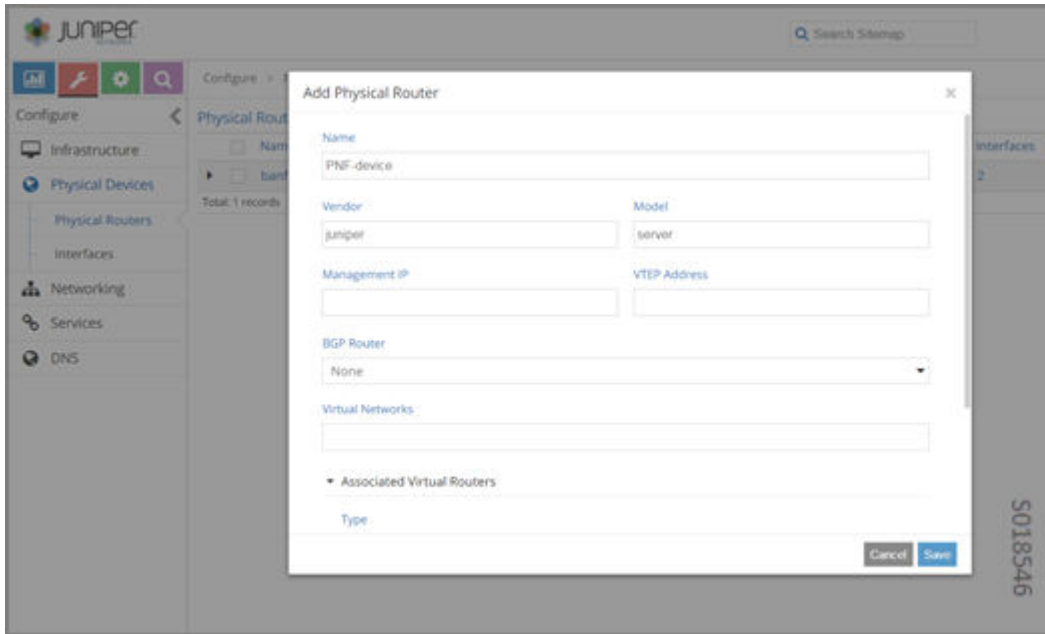 JUNIPER
NETWORKS
Search Sitemap
Configure >
Configure
Physical Rout
Infrastructure
Physical Devices
Physical Routers
Interfaces
Networking
Services
DNS
Nam
Interfaces
banf
2
Total: 1 records
Add Physical Router
×
Name
PNF-device
Vendor
Model
juniper
server
Management IP
VTEP Address
BGP Router
None
Virtual Networks
Associated Virtual Routers
Type
Cancel
Save
S018546